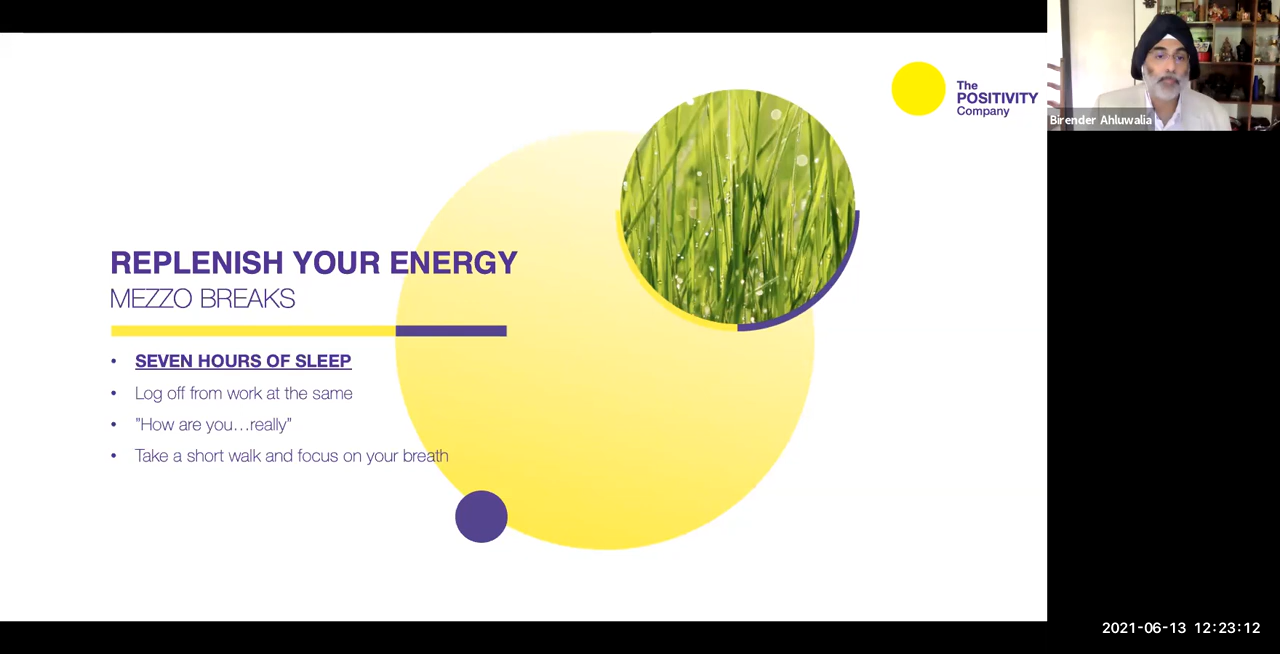 The
POSITIVITY
Company
Birender Ahluwalia
REPLENISH YOUR ENERGY
MEZZO BREAKS
• SEVEN HOURS OF SLEEP
• Log off from work at the same
• "How are you...really"
• Take a short walk and focus on your breath
2021-06-13 12:23:12